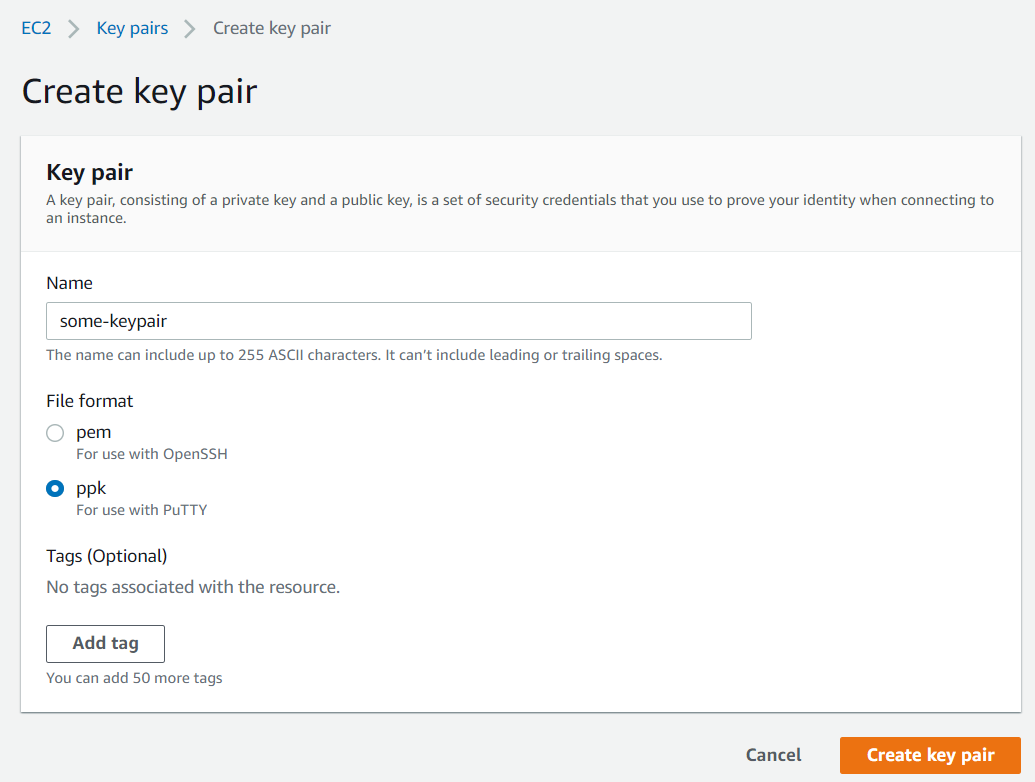 EC2 > Key pairs > Create key pair
Create key pair
Key pair
A key pair, consisting of a private key and a public key, is a set of security credentials that you use to prove your identity when connecting to
an instance.
Name
some-keypair
The name can include up to 255 ASCII characters. It can't include leading or trailing spaces.
File format
pem
For use with OpenSSH
ppk
For use with PuTTY
Tags (Optional)
No tags associated with the resource.
Add tag
You can add 50 more tags
Cancel Create key pair